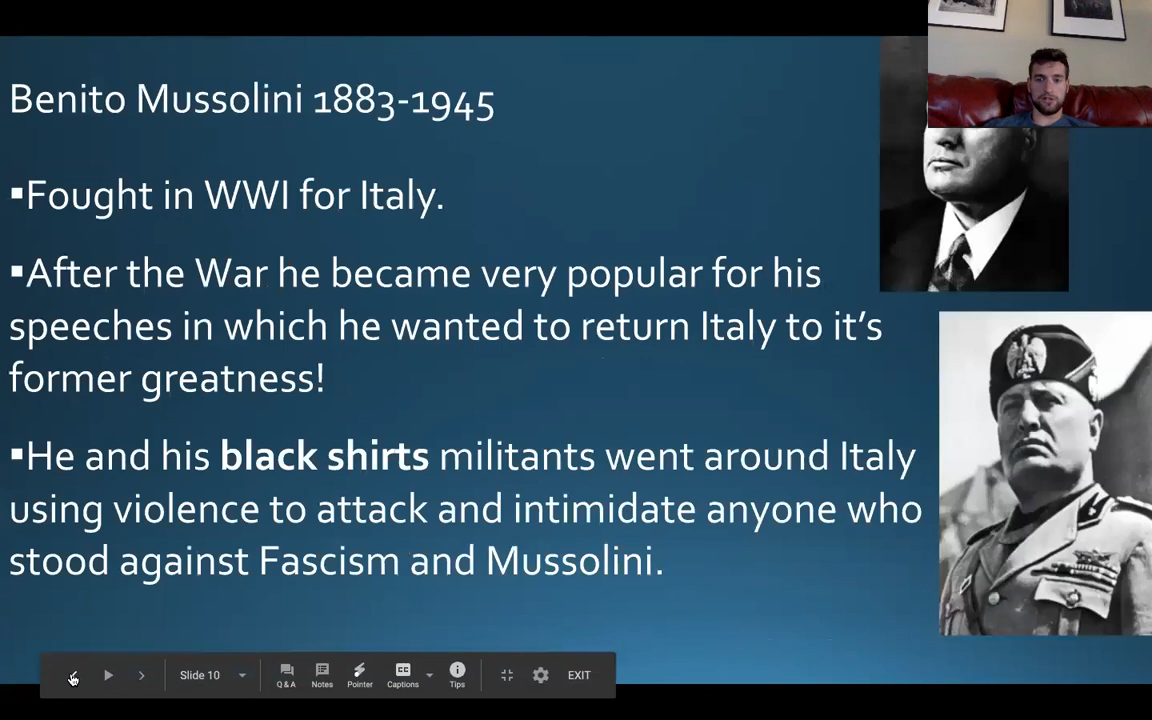 Benito Mussolini 1883-1945
▪Fought in WWI for Italy.
▪After the War he became very popular for his
speeches in which he wanted to return Italy to it’s
former greatness!
▪He and his black shirts militants went around Italy
using violence to attack and intimidate anyone who
stood against Fascism and Mussolini.
Slide 10
Q & A
Notes
Pointer
CC
Captions
Tips
EXIT